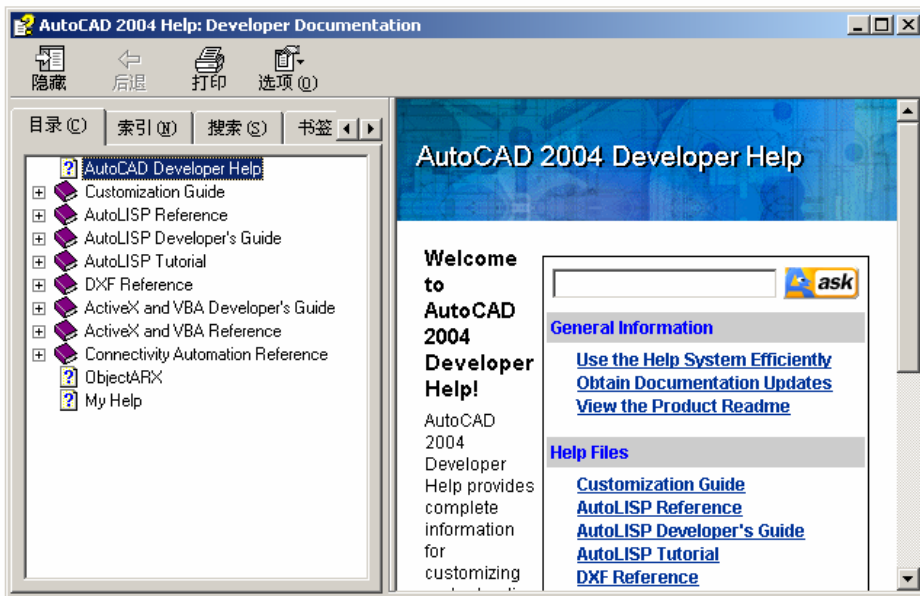 AutoCAD 2004 Help: Developer Documentation
隐藏
后退
打印
选项(O)
目录(C)
索引(N)
搜索(S)
书签
AutoCAD Developer Help
Customization Guide
AutoLISP Reference
AutoLISP Developer's Guide
AutoLISP Tutorial
DXF Reference
ActiveX and VBA Developer's Guide
ActiveX and VBA Reference
Connectivity Automation Reference
ObjectARX
My Help
AutoCAD 2004 Developer Help
Welcome
to
AutoCAD
2004
Developer
Help!
AutoCAD
2004
Developer
Help provides
complete
information
for
customizing
ask
General Information
Use the Help System Efficiently
Obtain Documentation Updates
View the Product Readme
Help Files
Customization Guide
AutoLISP Reference
AutoLISP Developer's Guide
AutoLISP Tutorial
DXF Reference